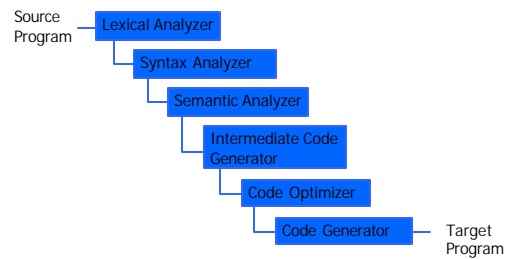 Source
Program
Lexical Analyzer
Syntax Analyzer
Semantic Analyzer
Intermediate Code
Generator
Code Optimizer
Code Generator
Target
Program